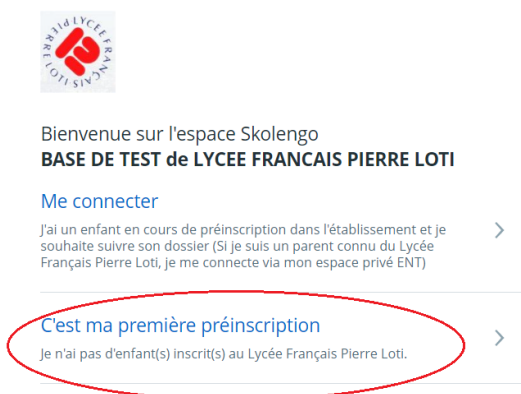 LYCEE FRANCAIS PIERRE LOTI
Bienvenue sur l'espace Skolengo
BASE DE TEST de LYCEE FRANCAIS PIERRE LOTI
Me connecter
J'ai un enfant en cours de préinscription dans l'établissement et je
souhaite suivre son dossier (Si je suis un parent connu du Lycée
Français Pierre Loti, je me connecte via mon espace privé ENT)
C'est ma première préinscription
Je n'ai pas d'enfant(s) inscrit(s) au Lycée Français Pierre Loti.